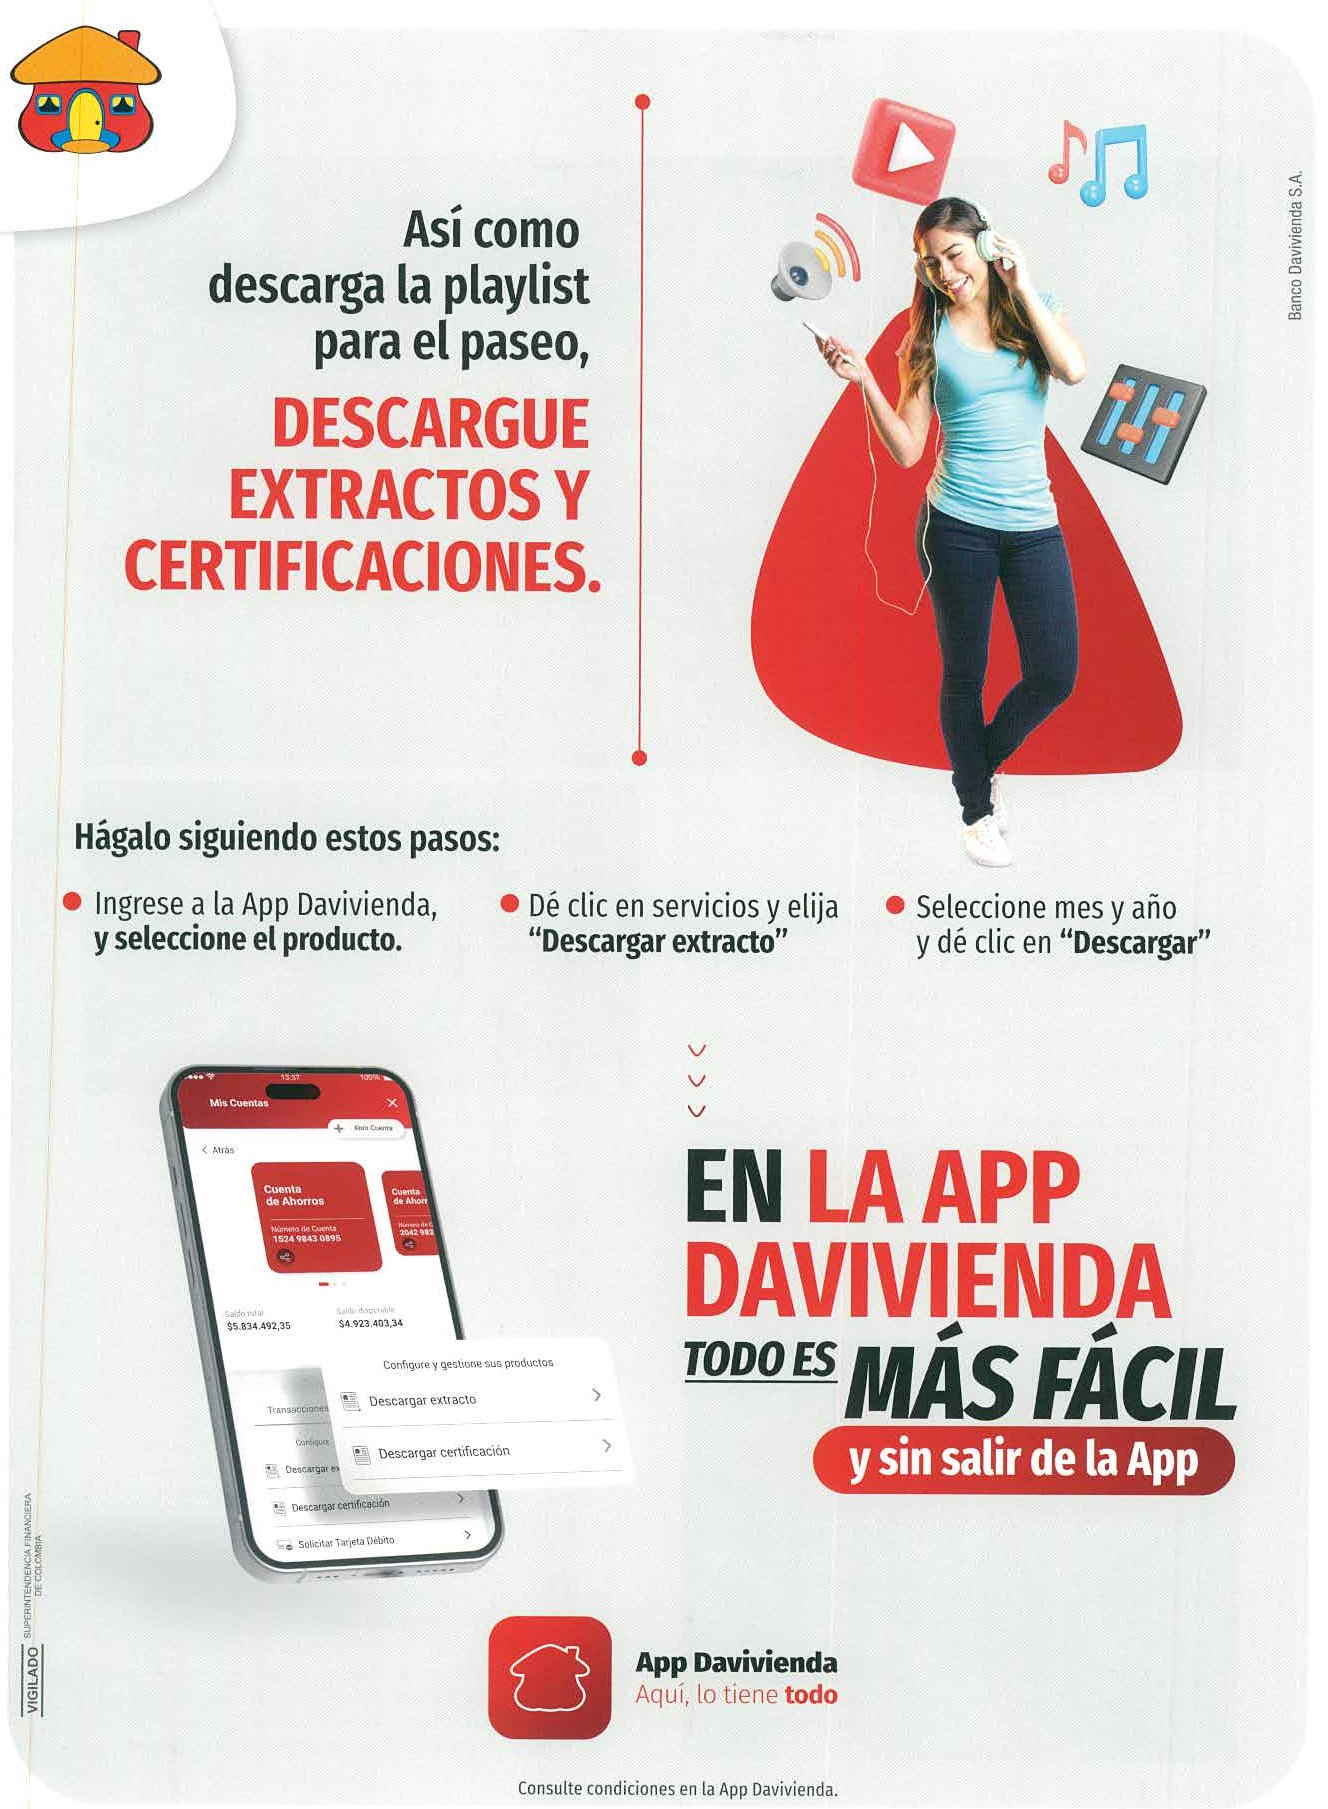 Así como
descarga la playlist
para el paseo,
DESCARGUE
EXTRACTOS Y
CERTIFICACIONES.
Banco Davivienda S.A.
Hágalo siguiendo estos pasos:
Ingrese a la App Davivienda,
y seleccione el producto.
Dé clic en servicios y elija
“Descargar extracto”
Seleccione mes y año
y dé clic en “Descargar”
13:57 100%
Mis Cuentas
Abrir Cuenta
Atrás
Cuenta
de Ahorros
Número de Cuenta
1524 9843 0895
Cuenta
de Ahorr
Número de C
2042 982
Saldo total
$5.834.492,35
Saldo disponible
$4.923.403,34
Configure y gestione sus productos
Descargar extracto
Descargar certificación
Transacciones
Configure
Descargar ex
Descargar certificación
Solicitar Tarjeta Débito
EN LA APP
DAVIVIENDA
TODO ES MÁS FÁCIL
y sin salir de la App
VIGILADO SUPERINTENDENCIA FINANCIERA
DE COLOMBIA
App Davivienda
Aquí, lo tiene todo
Consulte condiciones en la App Davivienda.